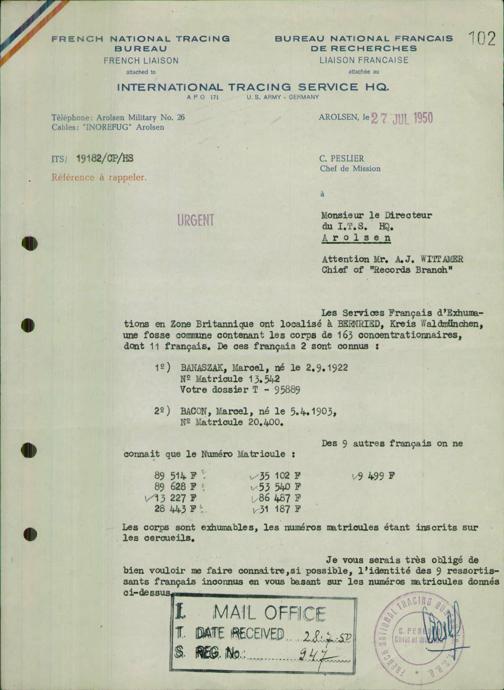 102
FRENCH NATIONAL TRACING
BUREAU
FRENCH LIAISON
attached to
BUREAU NATIONAL FRANCAIS
DE RECHERCHES
LIAISON FRANCAISE
attachée au
INTERNATIONAL TRACING SERVICE HQ.
APO 171 U.S. ARMY - GERMANY
Téléphone: Arolsen Military No. 26
Cables: "INOREFUG" Arolsen
AROLSEN, le 27 JUL 1950
ITS/ 19182/CP/HS
Référence à rappeler.
C. PESLIER
Chef de Mission
à
URGENT
Monsieur le Directeur
du I.T.S. HQ.
Arolsen
Attention Mr. A.J. WITTAMER
Chief of "Records Branch"
Les Services Français d'Exhuma-
tions en Zone Britannique ont localisé à BERNRIED, Kreis Waldmünchen,
une fosse commune contenant les corps de 163 concentrationnaires,
dont 11 français. De ces français 2 sont connus :
1º) BANASZAK, Marcel, né le 2.9.1922
Nº Matricule 13.542
Votre dossier T - 95889
2º) BACON, Marcel, né le 5.4.1903,
Nº Matricule 20.400.
Des 9 autres français on ne
connait que le Numéro Matricule :
89 514 F ✓35 102 F ✓9 499 F
89 628 F ✓53 540 F
✓13 227 F ✓86 487 F
28 443 F ✓31 187 F
Les corps sont exhumables, les numéros matricules étant inscrits sur
les cercueils.
Je vous serais très obligé de
bien vouloir me faire connaitre,si possible, l'identité des 9 ressortis-
sants français inconnus en vous basant sur les numéros matricules donnés
ci-dessus.
I. MAIL OFFICE
T. DATE RECEIVED 28.7.50
S. REG. No: 947
FRENCH NATIONAL TRACING
C. PESLIER